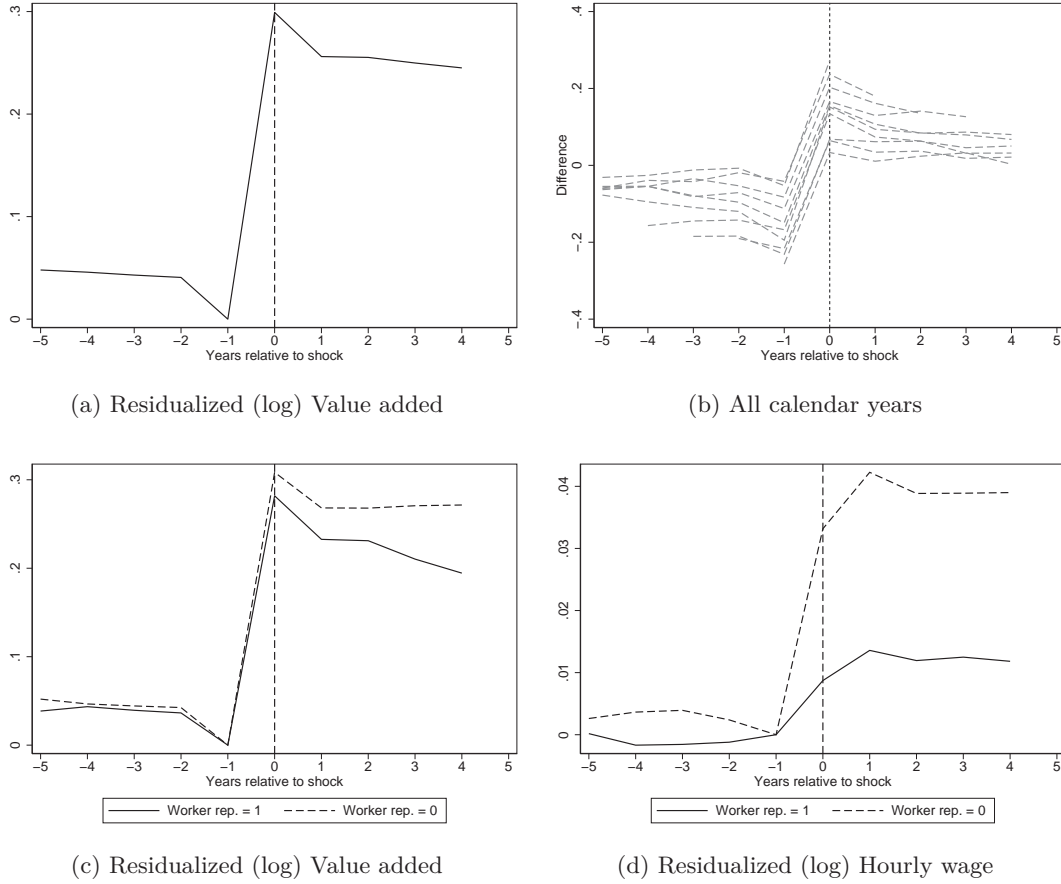 .3
.2
.1
0
−5 −4 −3 −2 −1 0 1 2 3 4 5
Years relative to shock
(a) Residualized (log) Value added
.4
.2
0
−.2
−.4
Difference
−5 −4 −3 −2 −1 0 1 2 3 4 5
Years relative to shock
(b) All calendar years
.3
.2
.1
0
−5 −4 −3 −2 −1 0 1 2 3 4 5
Years relative to shock
Worker rep. = 1 Worker rep. = 0
(c) Residualized (log) Value added
.04
.03
.02
.01
0
−5 −4 −3 −2 −1 0 1 2 3 4 5
Years relative to shock
Worker rep. = 1 Worker rep. = 0
(d) Residualized (log) Hourly wage